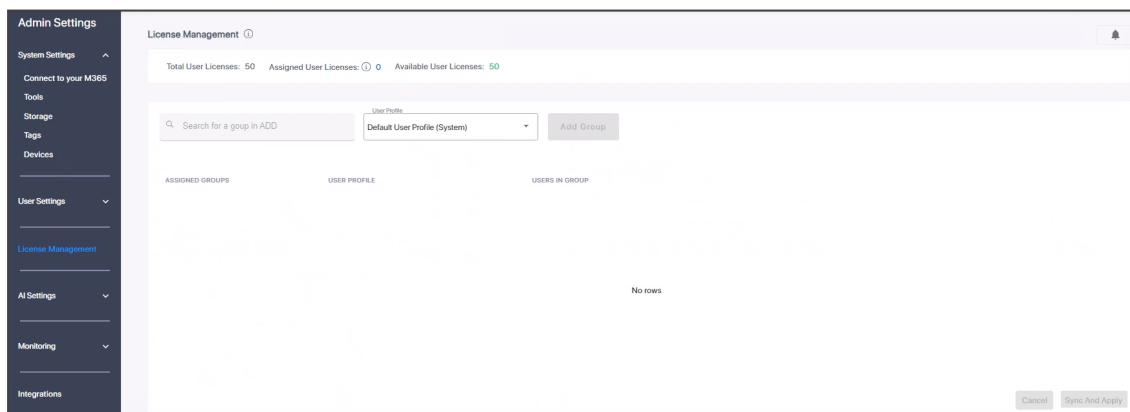 Admin Settings
System Settings
Connect to your M365
Tools
Storage
Tags
Devices
User Settings
License Management
AI Settings
Monitoring
Integrations
License Management
Total User Licenses: 50 Assigned User Licenses: 0 Available User Licenses: 50
Search for a goup in ADD
User Profile
Default User Profile (System)
Add Group
ASSIGNED GROUPS USER PROFILE USERS IN GROUP
No rows
Cancel Sync And Apply